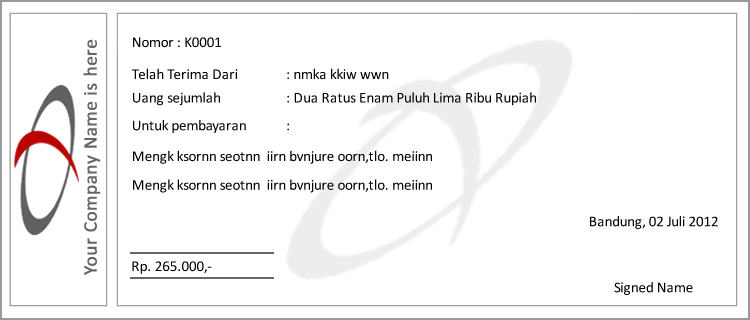 Your Company Name is here
Nomor : K0001
Telah Terima Dari : nmka kkiw wwn
Uang sejumlah : Dua Ratus Enam Puluh Lima Ribu Rupiah
Untuk pembayaran :
Mengk ksornn seotnn iirn bvnjure oorn,tlo. meiinn
Mengk ksornn seotnn iirn bvnjure oorn,tlo. meiinn
Bandung, 02 Juli 2012
Rp. 265.000,-
Signed Name